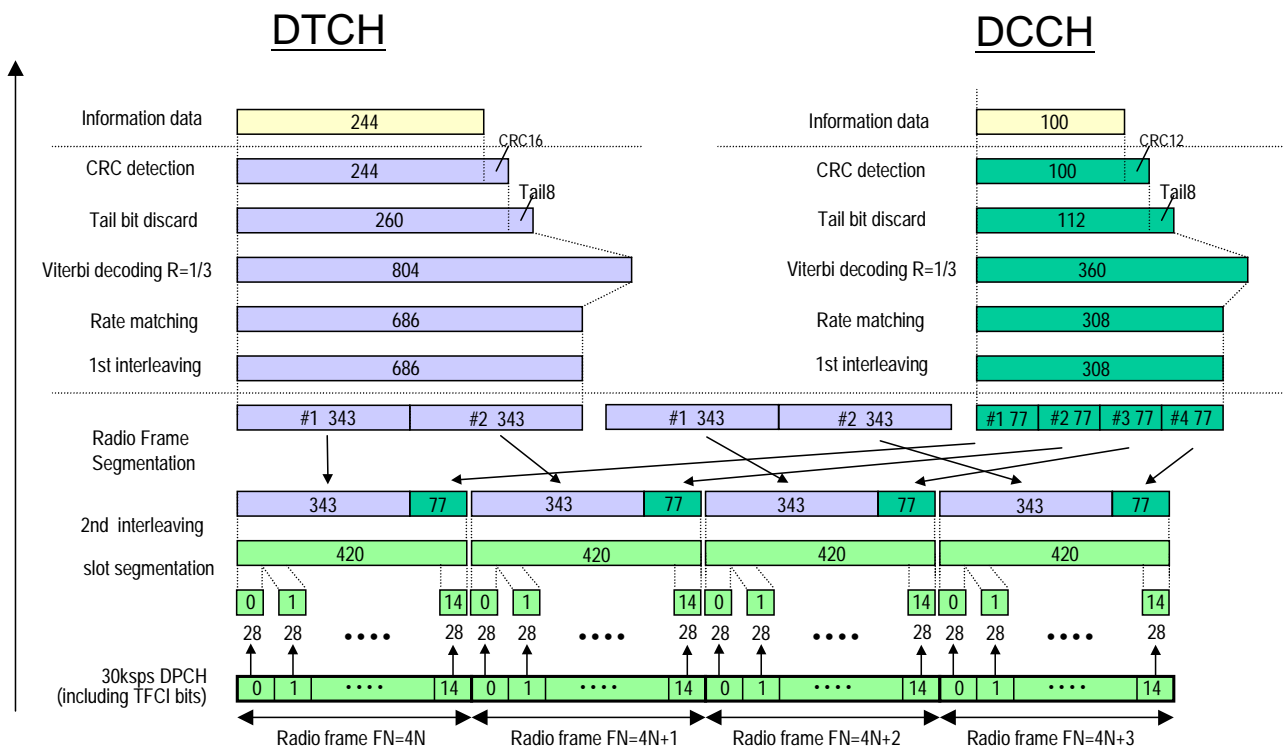 DTCH DCCH
Information data 244 Information data 100
CRC16 CRC12
CRC detection 244 CRC detection 100
Tail8 Tail8
Tail bit discard 260 Tail bit discard 112
Viterbi decoding R=1/3 804 Viterbi decoding R=1/3 360
Rate matching 686 Rate matching 308
1st interleaving 686 1st interleaving 308
#1 343 #2 343 #1 343 #2 343 #1 77 #2 77 #3 77 #4 77
Radio Frame
Segmentation
343 77 343 77 343 77 343 77
2nd interleaving
420 420 420 420
slot segmentation
0 1 14 0 1 14 0 1 14 0 1 14
28 28 •••• 28 28 28 •••• 28 28 28 •••• 28 28 28 •••• 28
30ksps DPCH
(including TFCI bits)
0 1 •••• 14 0 1 •••• 14 0 1 •••• 14 0 1 •••• 14
Radio frame FN=4N Radio frame FN=4N+1 Radio frame FN=4N+2 Radio frame FN=4N+3